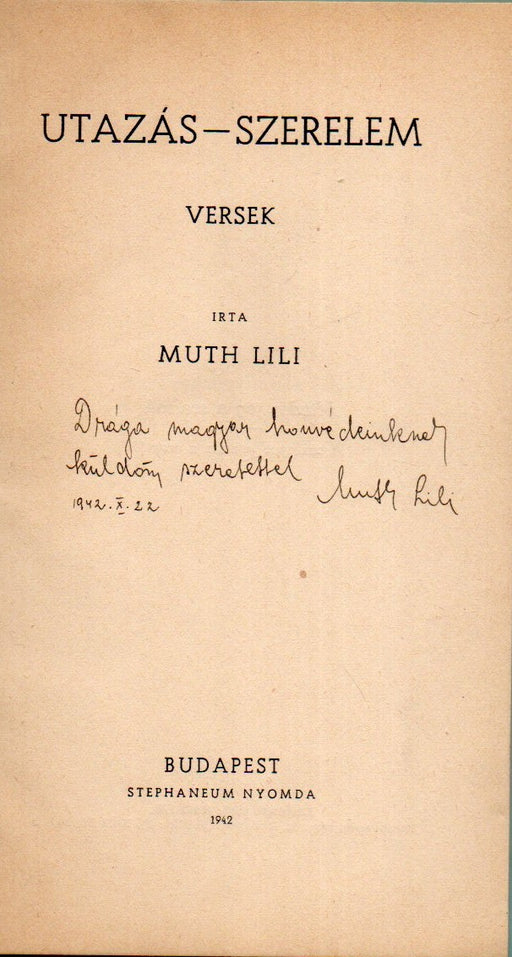 UTAZÁS—SZERELEM
VERSEK
IRTA
MUTH LILI
Drága magyar honvédeinknek
küldöm szeretettel
Muth Lili
1942. X. 22
BUDAPEST
STEPHANEUM NYOMDA
1942